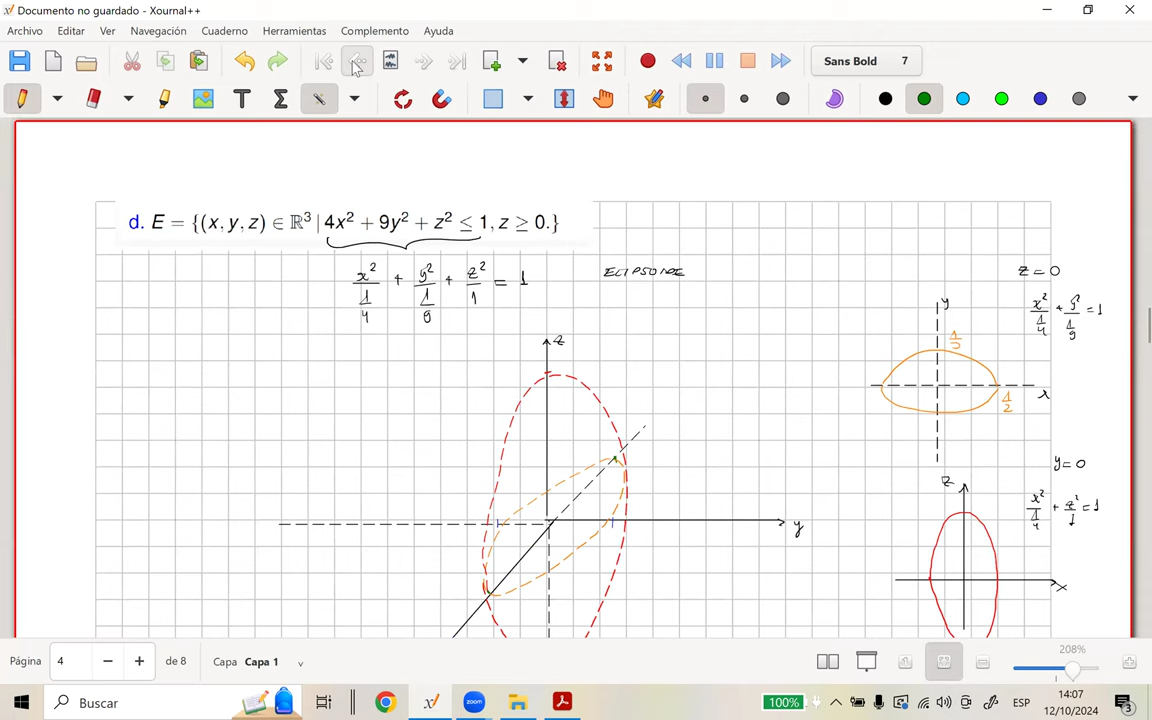 Documento no guardado - Xournal++
Archivo Editar Ver Navegación Cuaderno Herramientas Complemento Ayuda
Sans Bold 7
d. E = {(x, y, z) ∈ ℝ³ | 4x² + 9y² + z² ≤ 1, z ≥ 0.}
x²/(1/4) + y²/(1/9) + z²/1 = 1
ELIPSOIDE
z = 0
x²/(1/4) + y²/(1/9) = 1
y
1/3
x
1/2
z
y
y = 0
x²/(1/4) + z²/1 = 1
z
x
Página 4 de 8 Capa Capa 1
208%
Buscar
100%
ESP
14:07
12/10/2024
3